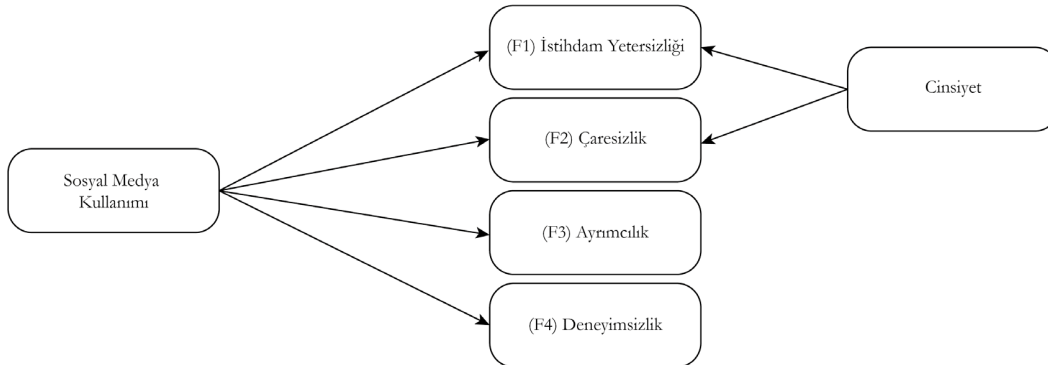 (F1) İstihdam Yetersizliği
Cinsiyet
(F2) Çaresizlik
Sosyal Medya
Kullanımı
(F3) Ayrımcılık
(F4) Deneyimsizlik